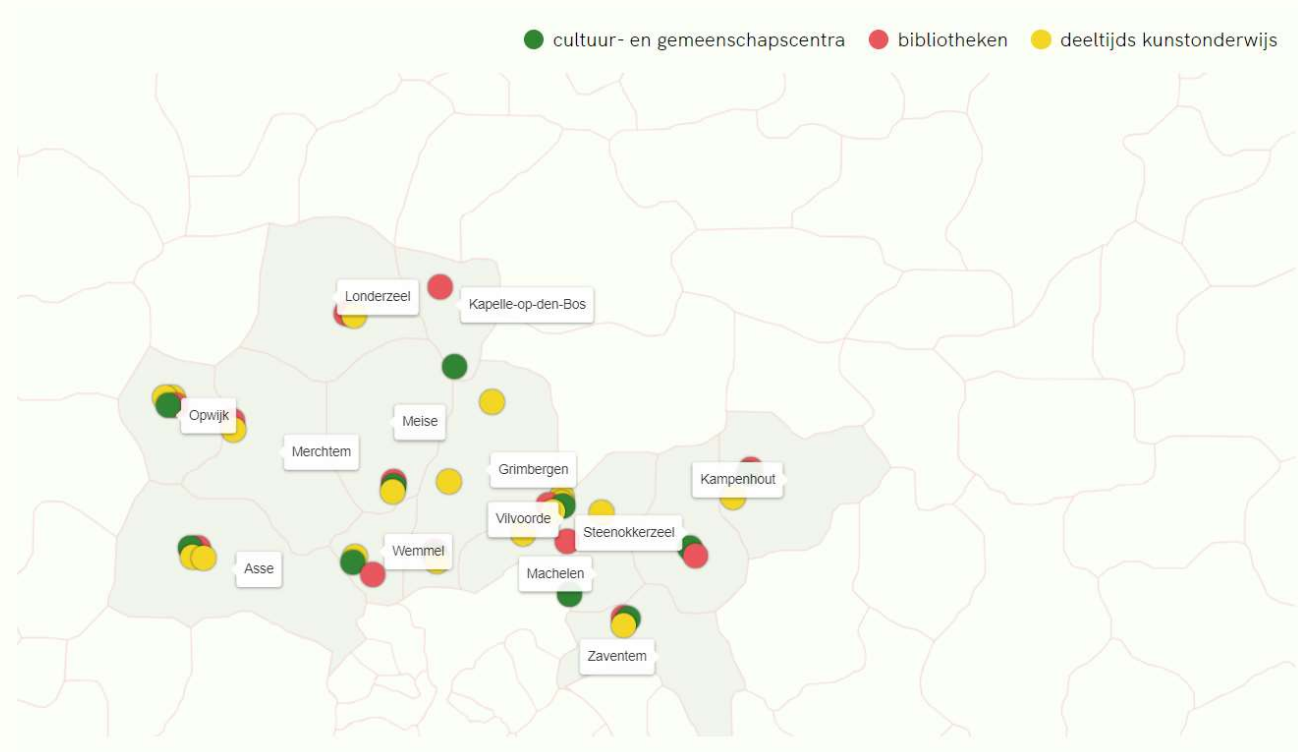 cultuur- en gemeenschapscentra
bibliotheken
deeltijds kunstonderwijs
Londerzeel
Kapelle-op-den-Bos
Opwijk
Meise
Merchtem
Grimbergen
Kampenhout
Vilvoorde
Steenokkerzeel
Wemmel
Asse
Machelen
Zaventem